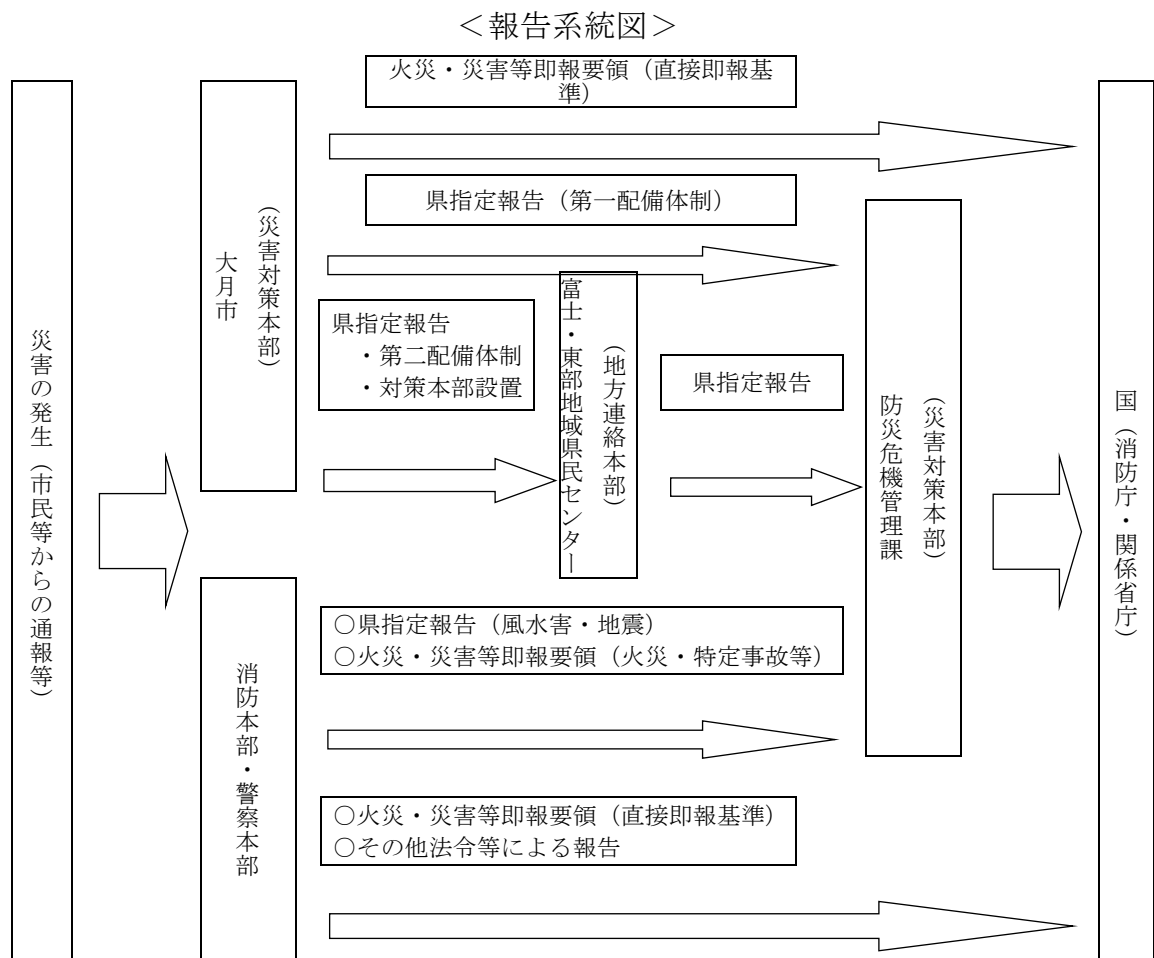 ＜報告系統図＞
火災・災害等即報要領（直接即報基
準）
県指定報告（第一配備体制）
災害の発生（市民等からの通報等）
大月市
（災害対策本部）
県指定報告
・第二配備体制
・対策本部設置
富士・東部地域県民センター
（地方連絡本部）
県指定報告
防災危機管理課
（災害対策本部）
国（消防庁・関係省庁）
消防本部・警察本部
○県指定報告（風水害・地震）
○火災・災害等即報要領（火災・特定事故等）
○火災・災害等即報要領（直接即報基準）
○その他法令等による報告